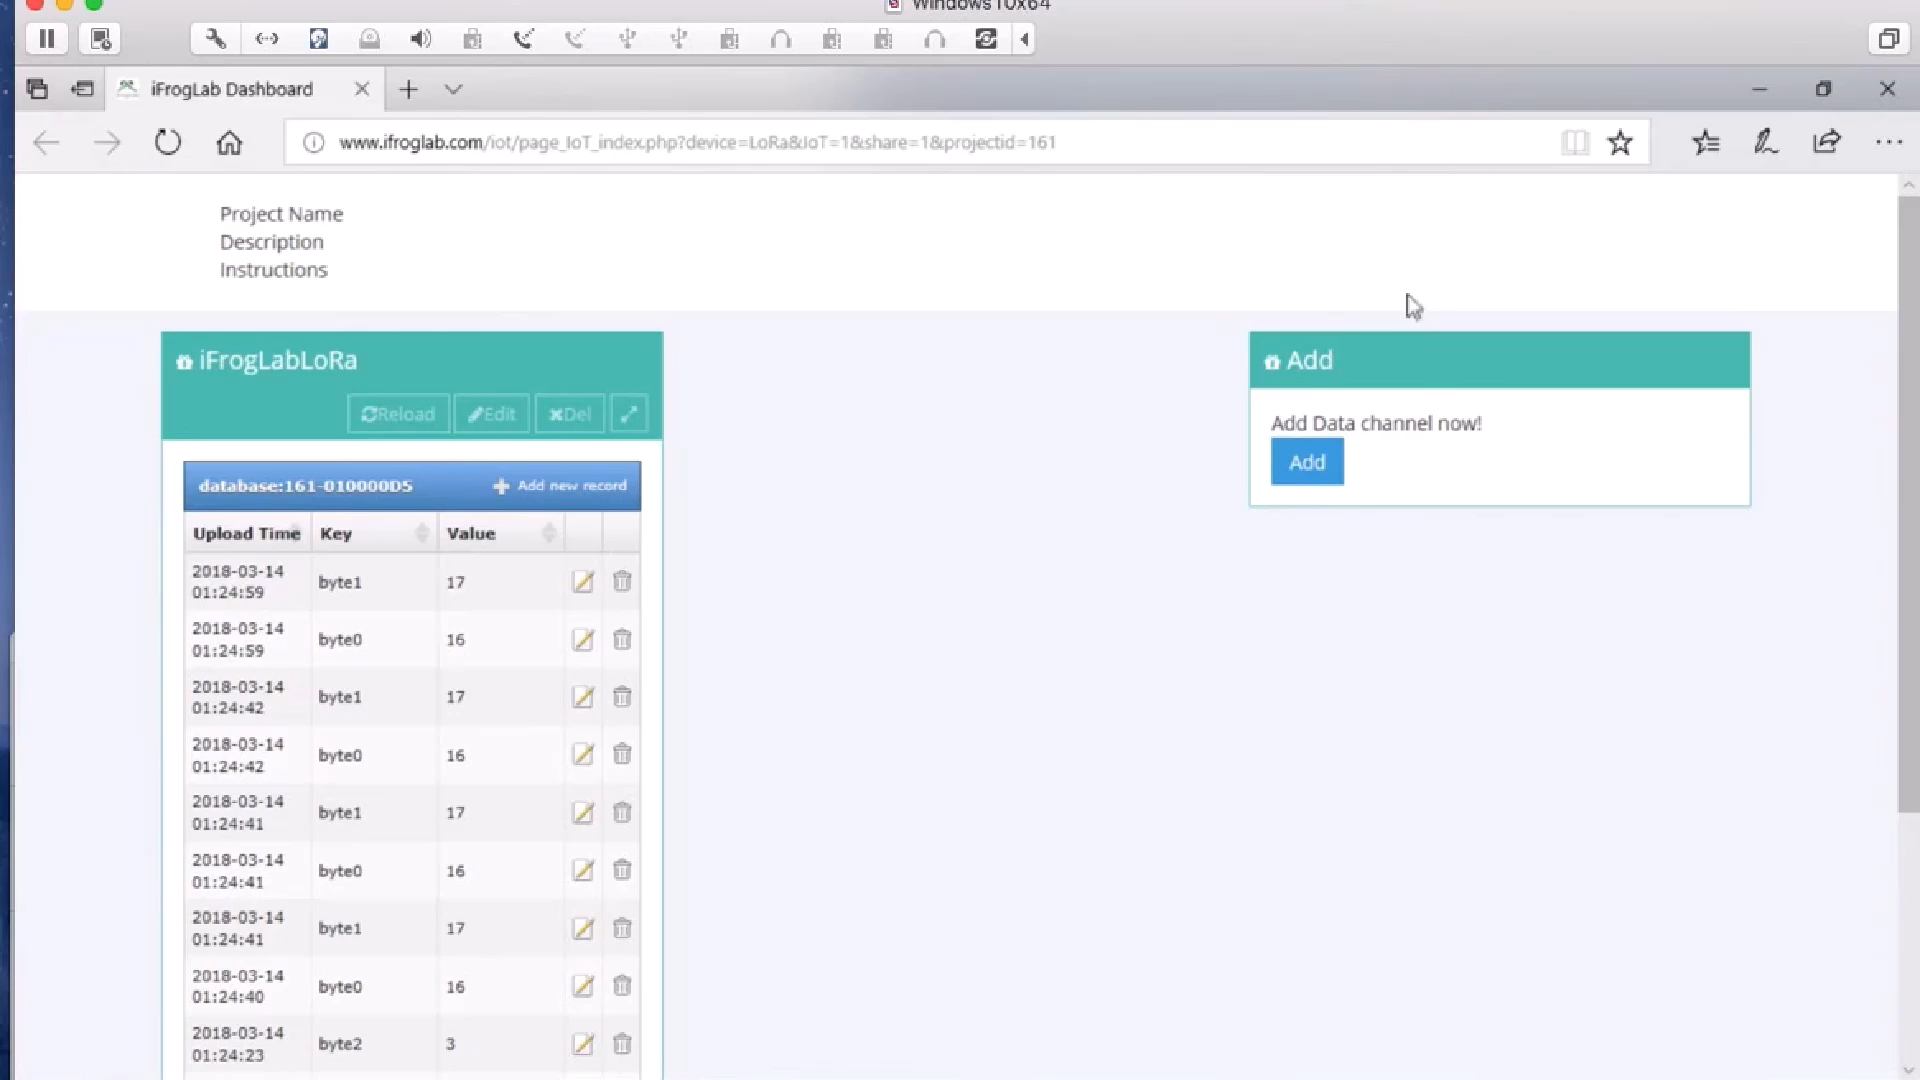 Windows10x64
iFrogLab Dashboard
www.ifroglab.com/iot/page_IoT_index.php?device=LoRa&IoT=1&share=1&projectid=161
Project Name
Description
Instructions
iFrogLabLoRa
Reload Edit Del
database:161-010000D5 Add new record
Upload Time Key Value
2018-03-14
01:24:59 byte1 17
2018-03-14
01:24:59 byte0 16
2018-03-14
01:24:42 byte1 17
2018-03-14
01:24:42 byte0 16
2018-03-14
01:24:41 byte1 17
2018-03-14
01:24:41 byte0 16
2018-03-14
01:24:41 byte1 17
2018-03-14
01:24:40 byte0 16
2018-03-14
01:24:23 byte2 3
Add
Add Data channel now!
Add